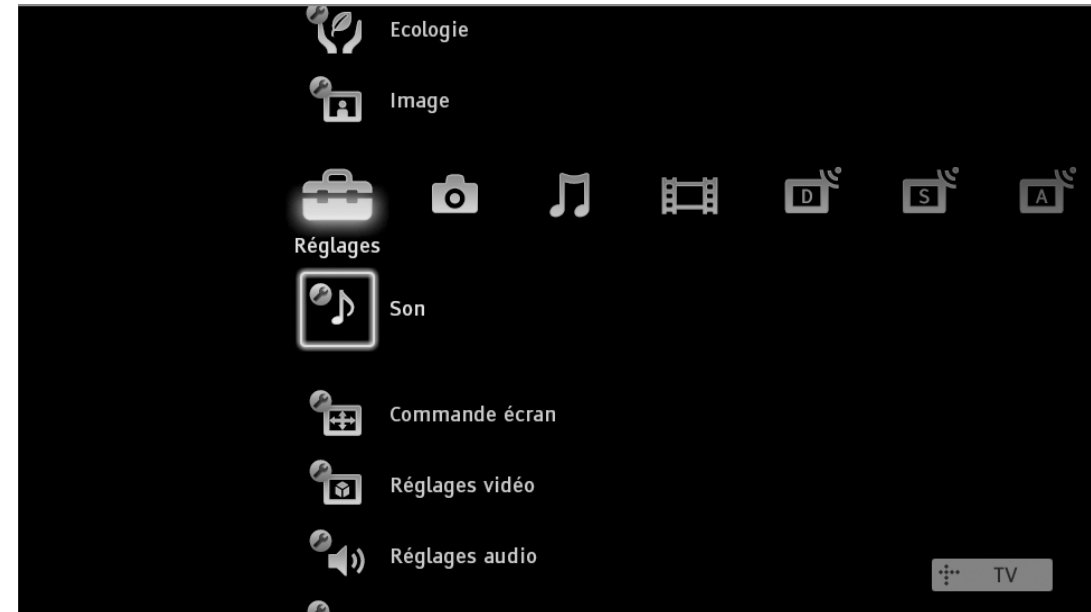 Ecologie
Image
D
S
A
Réglages
Son
Commande écran
Réglages vidéo
Réglages audio
TV